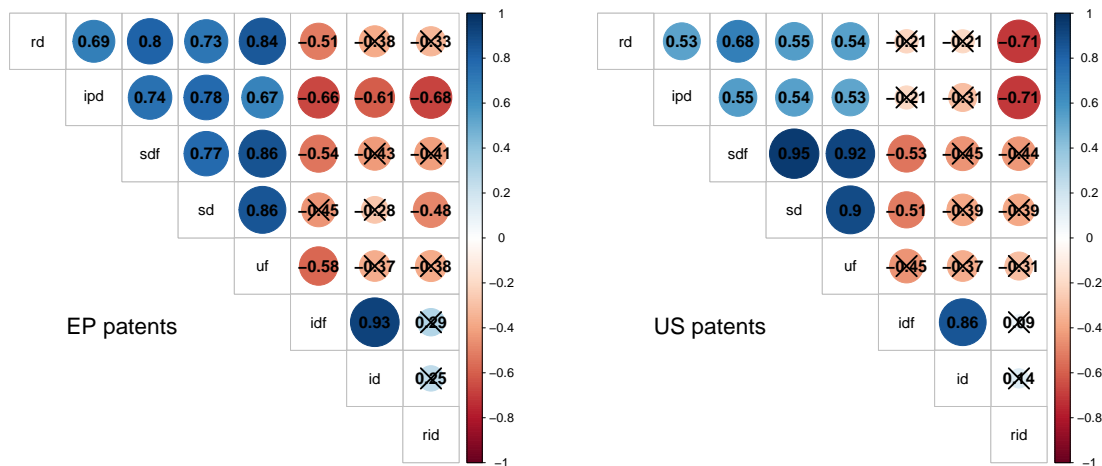 rd 0.69 0.8 0.73 0.84 −0.51 −0.38 −0.33
ipd 0.74 0.78 0.67 −0.66 −0.61 −0.68
sdf 0.77 0.86 −0.54 −0.43 −0.41
sd 0.86 −0.45 −0.28 −0.48
uf −0.58 −0.37 −0.38
EP patents idf 0.93 0.29
id 0.25
rid
1
0.8
0.6
0.4
0.2
0
−0.2
−0.4
−0.6
−0.8
−1
rd 0.53 0.68 0.55 0.54 −0.21 −0.21 −0.71
ipd 0.55 0.54 0.53 −0.21 −0.31 −0.71
sdf 0.95 0.92 −0.53 −0.45 −0.44
sd 0.9 −0.51 −0.39 −0.39
uf −0.45 −0.37 −0.31
US patents idf 0.86 0.09
id 0.14
rid
1
0.8
0.6
0.4
0.2
0
−0.2
−0.4
−0.6
−0.8
−1